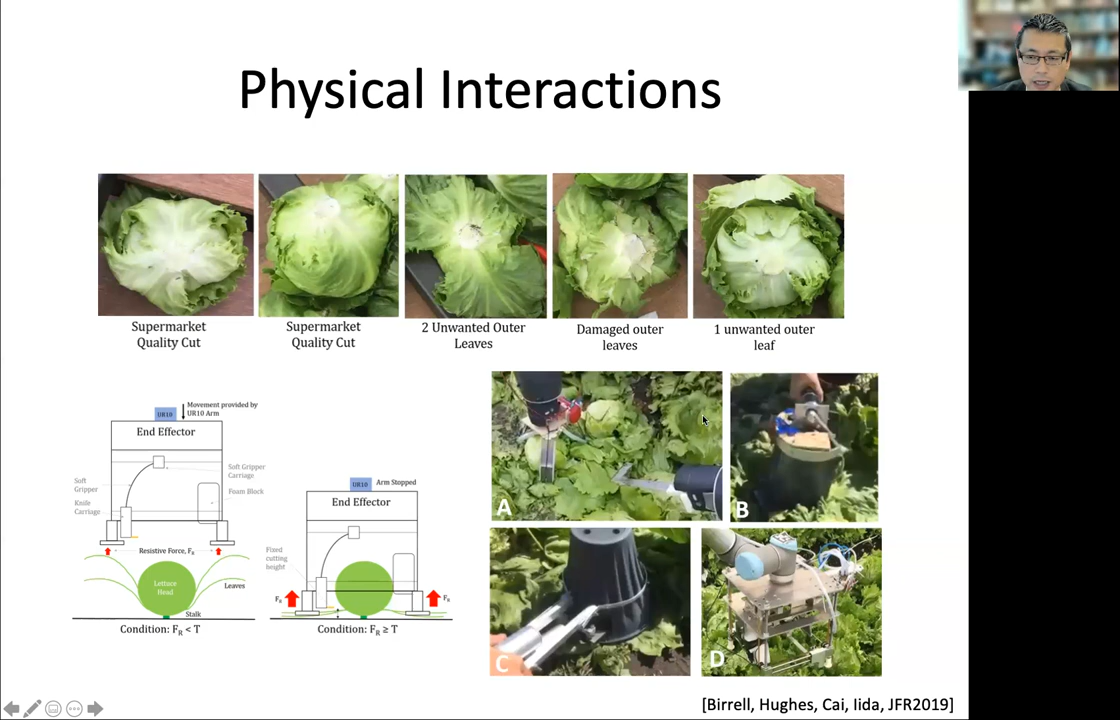 Physical Interactions
Supermarket
Quality Cut
Supermarket
Quality Cut
2 Unwanted Outer
Leaves
Damaged outer
leaves
1 unwanted outer
leaf
UR10
Movement provided by
UR10 Arm
End Effector
Soft Gripper
Carriage
Soft
Gripper
Foam Block
Knife
Carriage
Resistive Force, FR
Lettuce
Head
Leaves
Stalk
Condition: FR < T
UR10
Arm Stopped
End Effector
Fixed
cutting
height
FR
FR
Condition: FR ≥ T
A
B
C
D
[Birrell, Hughes, Cai, Iida, JFR2019]